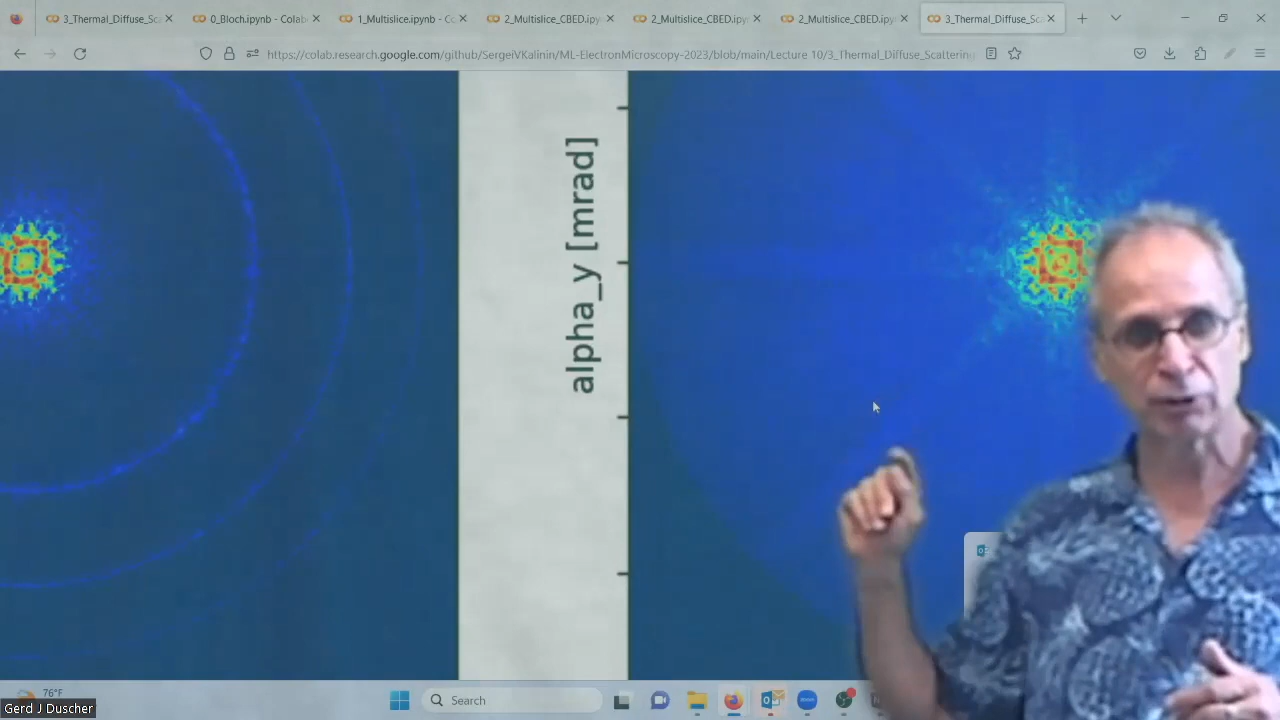 3_Thermal_Diffuse_Sca
0_Bloch.ipynb - Colab
1_Multislice.ipynb - Co
2_Multislice_CBED.ipy
2_Multislice_CBED.ipy
2_Multislice_CBED.ipy
3_Thermal_Diffuse_Sc
https://colab.research.google.com/github/SergeiVKalinin/ML-ElectronMicroscopy-2023/blob/main/Lecture 10/3_Thermal_Diffuse_Scattering
alpha_y [mrad]
76°F
Search
Gerd J Duscher